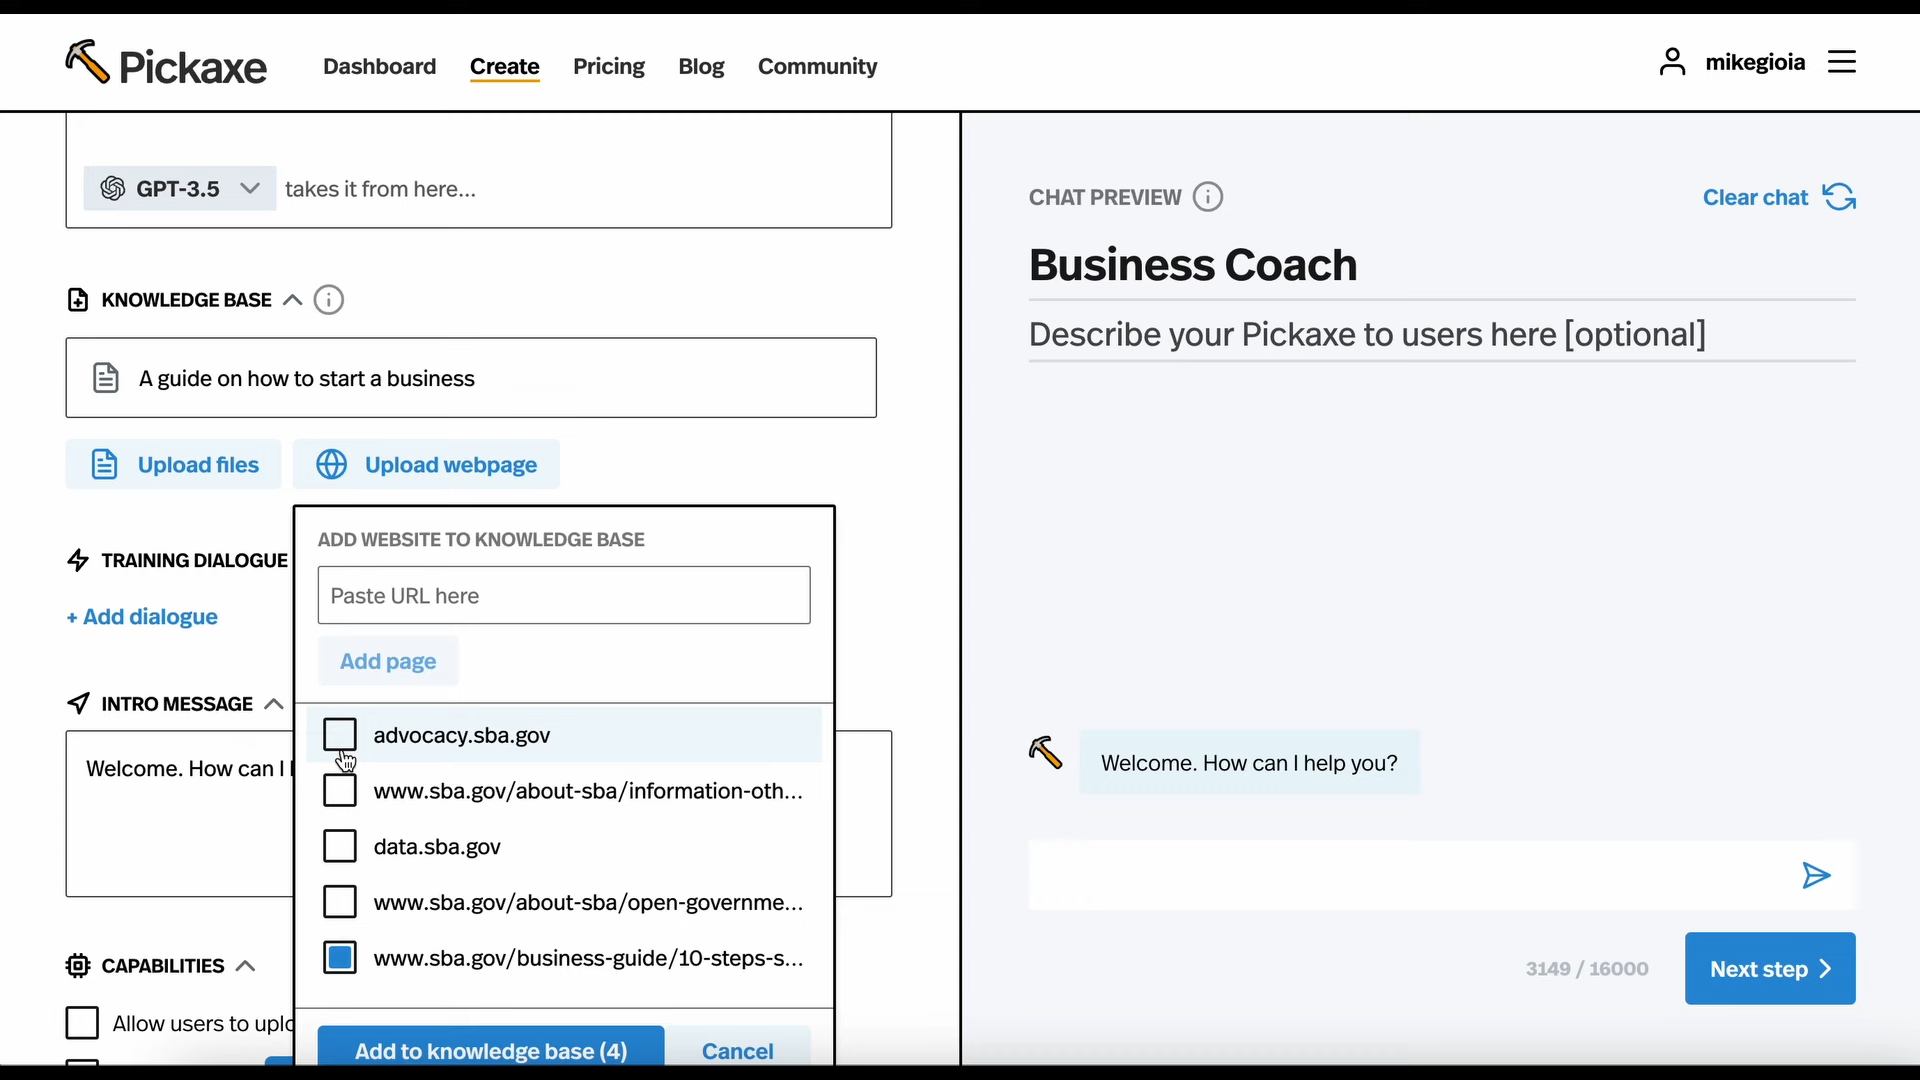 Pickaxe
Dashboard Create Pricing Blog Community
mikegioia
GPT-3.5 takes it from here...
KNOWLEDGE BASE
A guide on how to start a business
Upload files
Upload webpage
TRAINING DIALOGUE
+ Add dialogue
INTRO MESSAGE
Welcome. How can I
CAPABILITIES
Allow users to uplo
ADD WEBSITE TO KNOWLEDGE BASE
Paste URL here
Add page
advocacy.sba.gov
www.sba.gov/about-sba/information-oth...
data.sba.gov
www.sba.gov/about-sba/open-governme...
www.sba.gov/business-guide/10-steps-s...
Add to knowledge base (4)
Cancel
CHAT PREVIEW
Clear chat
Business Coach
Describe your Pickaxe to users here [optional]
Welcome. How can I help you?
3149 / 16000
Next step